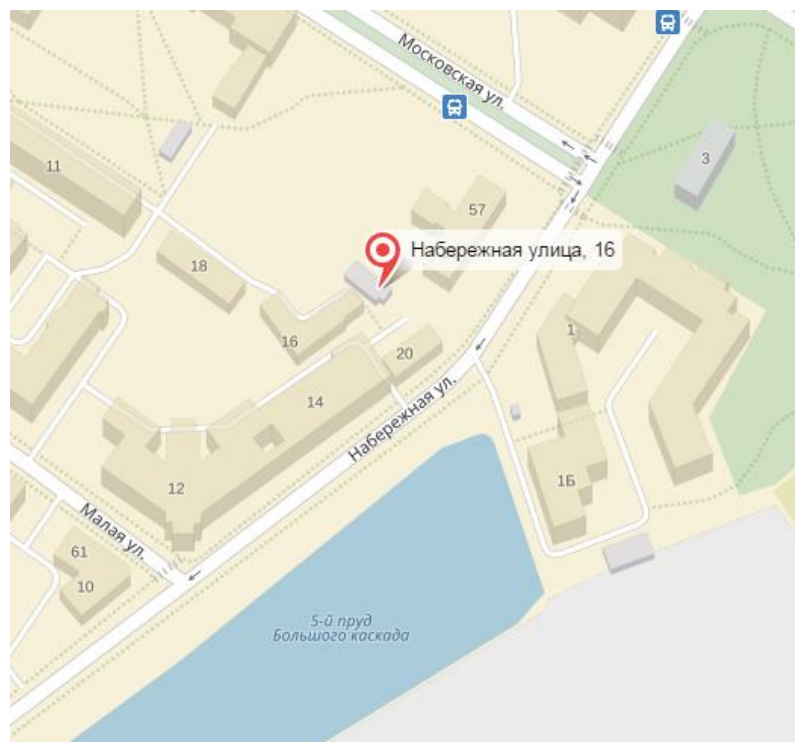 Московская ул.
3
11
57
Набережная улица, 16
18
1
16
20
Набережная ул.
14
1Б
12
Малая ул.
61
10
5-й пруд
Большого каскада